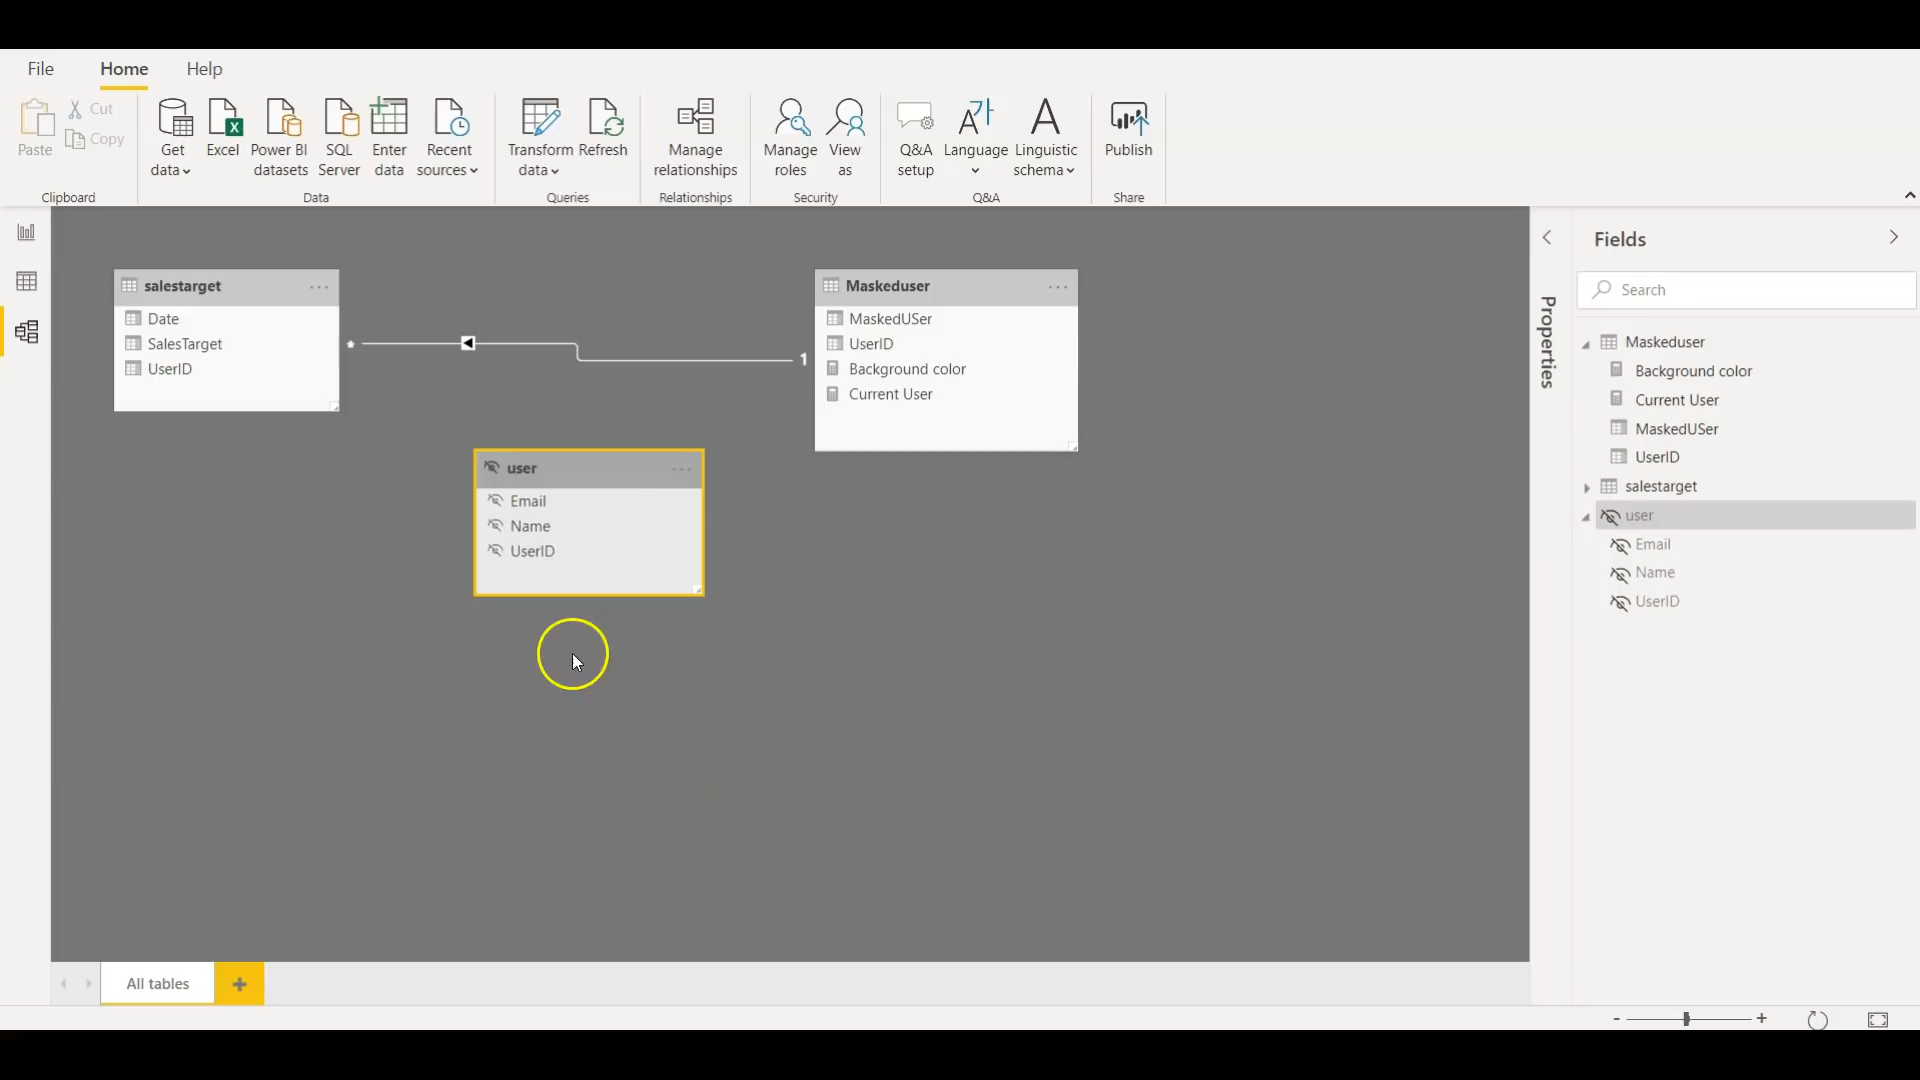 File Home Help
Paste Cut
Copy
Get data
Excel
Power BI datasets
SQL Server
Enter data
Recent sources
Transform data
Refresh
Manage relationships
Manage roles
View as
Q&A setup
Language
Linguistic schema
Publish
Clipboard Data Queries Relationships Security Q&A Share
salestarget ...
Date
SalesTarget
UserID
*
1
Maskeduser ...
MaskedUSer
UserID
Background color
Current User
user ...
Email
Name
UserID
Properties
Fields
Search
Maskeduser
Background color
Current User
MaskedUSer
UserID
salestarget
user
Email
Name
UserID
All tables +
- +